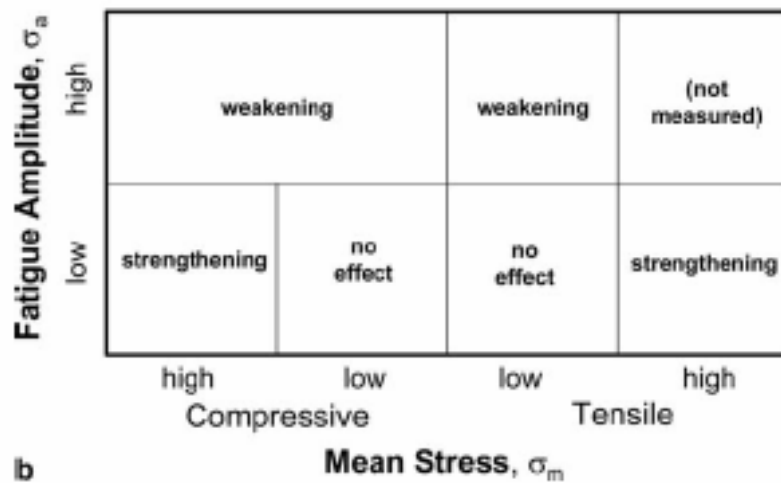 Fatigue Amplitude, σa
high
low
weakening
weakening
(not
measured)
strengthening
no
effect
no
effect
strengthening
high
low
low
high
Compressive
Tensile
b
Mean Stress, σm